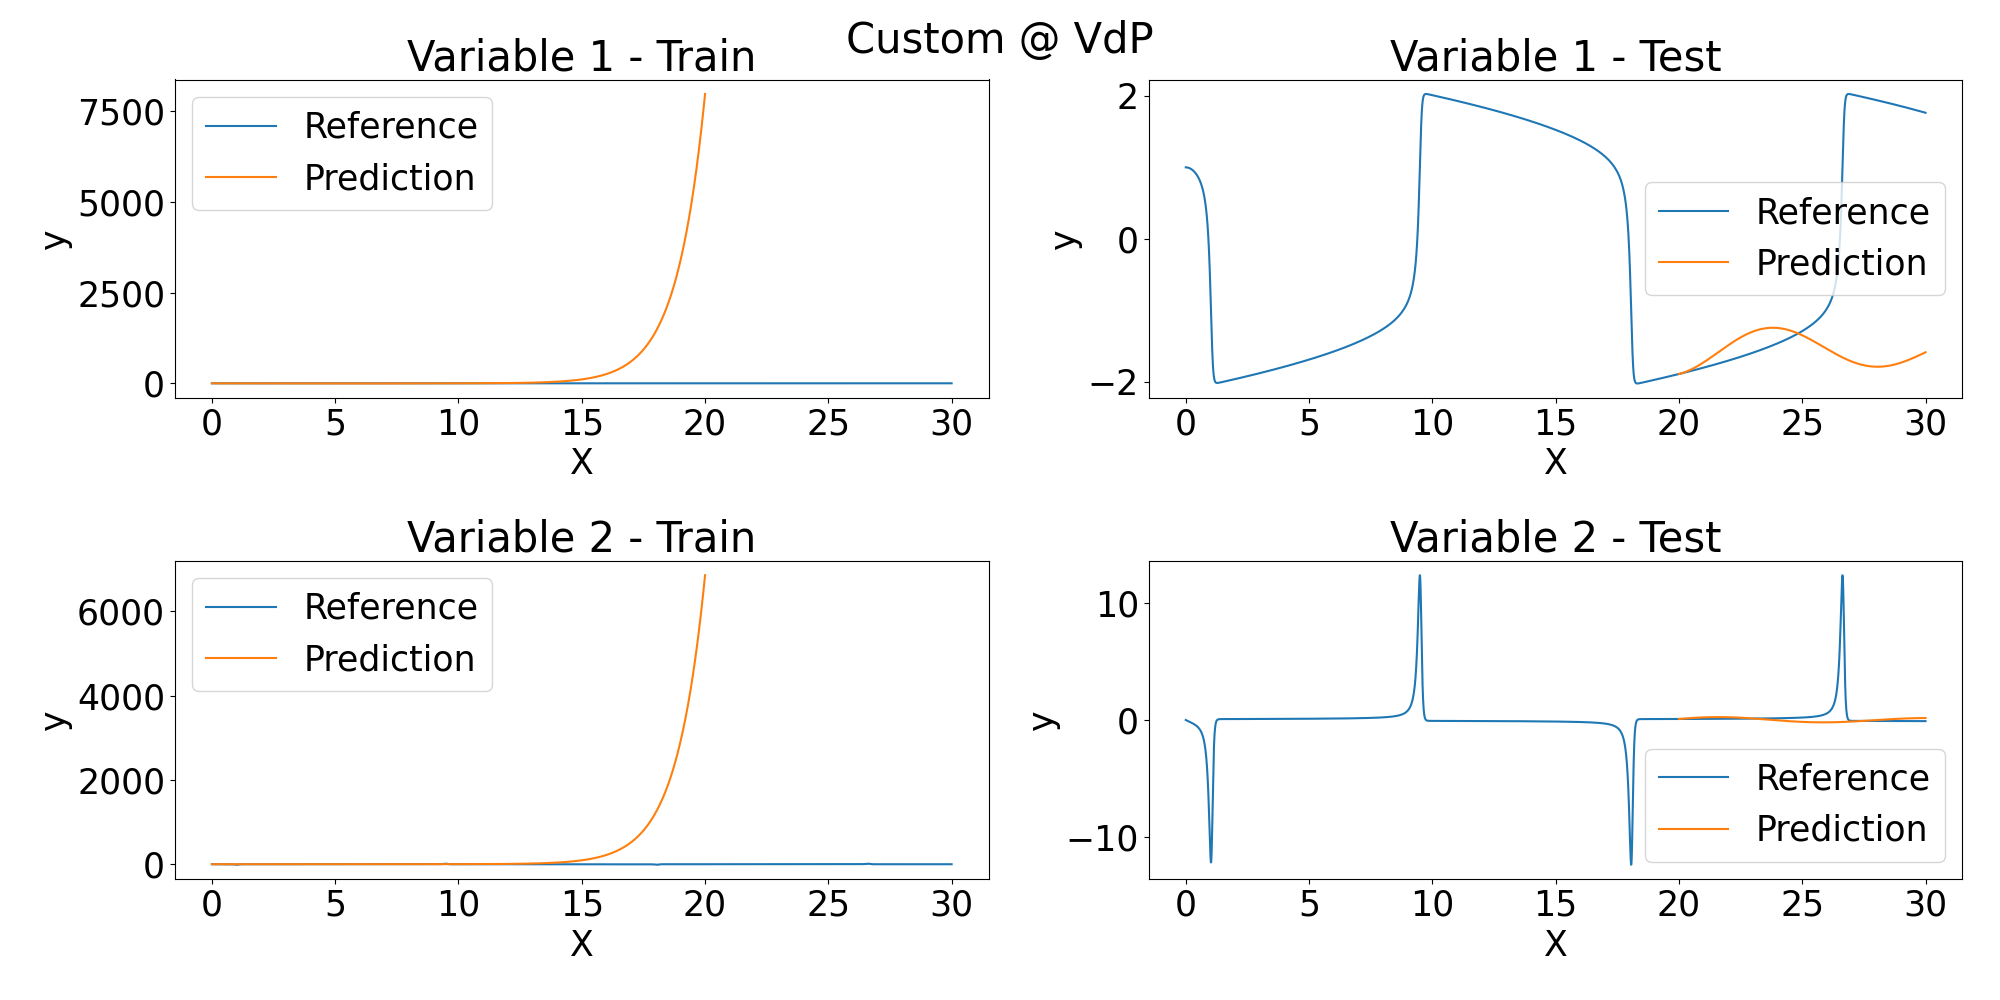 Custom @ VdP
Variable 1 - Train
7500
5000
2500
0
y
Reference
Prediction
0 5 10 15 20 25 30
X
Variable 1 - Test
2
0
−2
y
Reference
Prediction
0 5 10 15 20 25 30
X
Variable 2 - Train
6000
4000
2000
0
y
Reference
Prediction
0 5 10 15 20 25 30
X
Variable 2 - Test
10
0
−10
y
Reference
Prediction
0 5 10 15 20 25 30
X